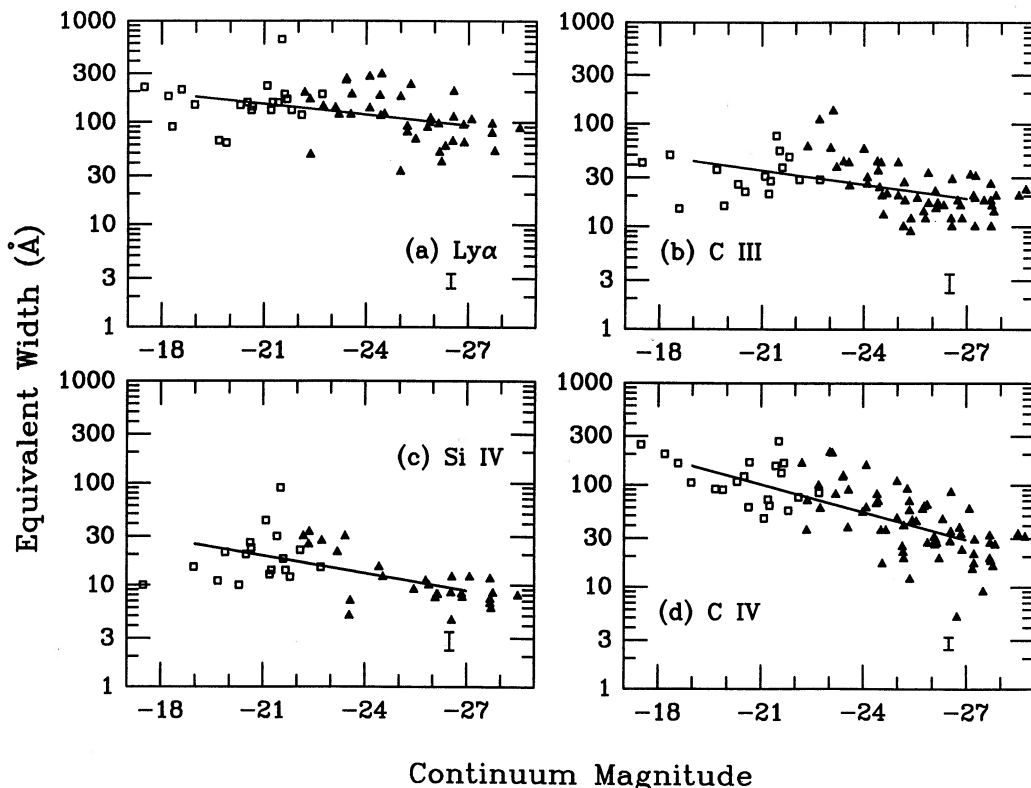 1000
300
100
30
10
3
1
(a) Lyα
-18 -21 -24 -27
1000
300
100
30
10
3
1
(b) C III
-18 -21 -24 -27
1000
300
100
30
10
3
1
(c) Si IV
-18 -21 -24 -27
1000
300
100
30
10
3
1
(d) C IV
-18 -21 -24 -27
Equivalent Width (Å)
Continuum Magnitude